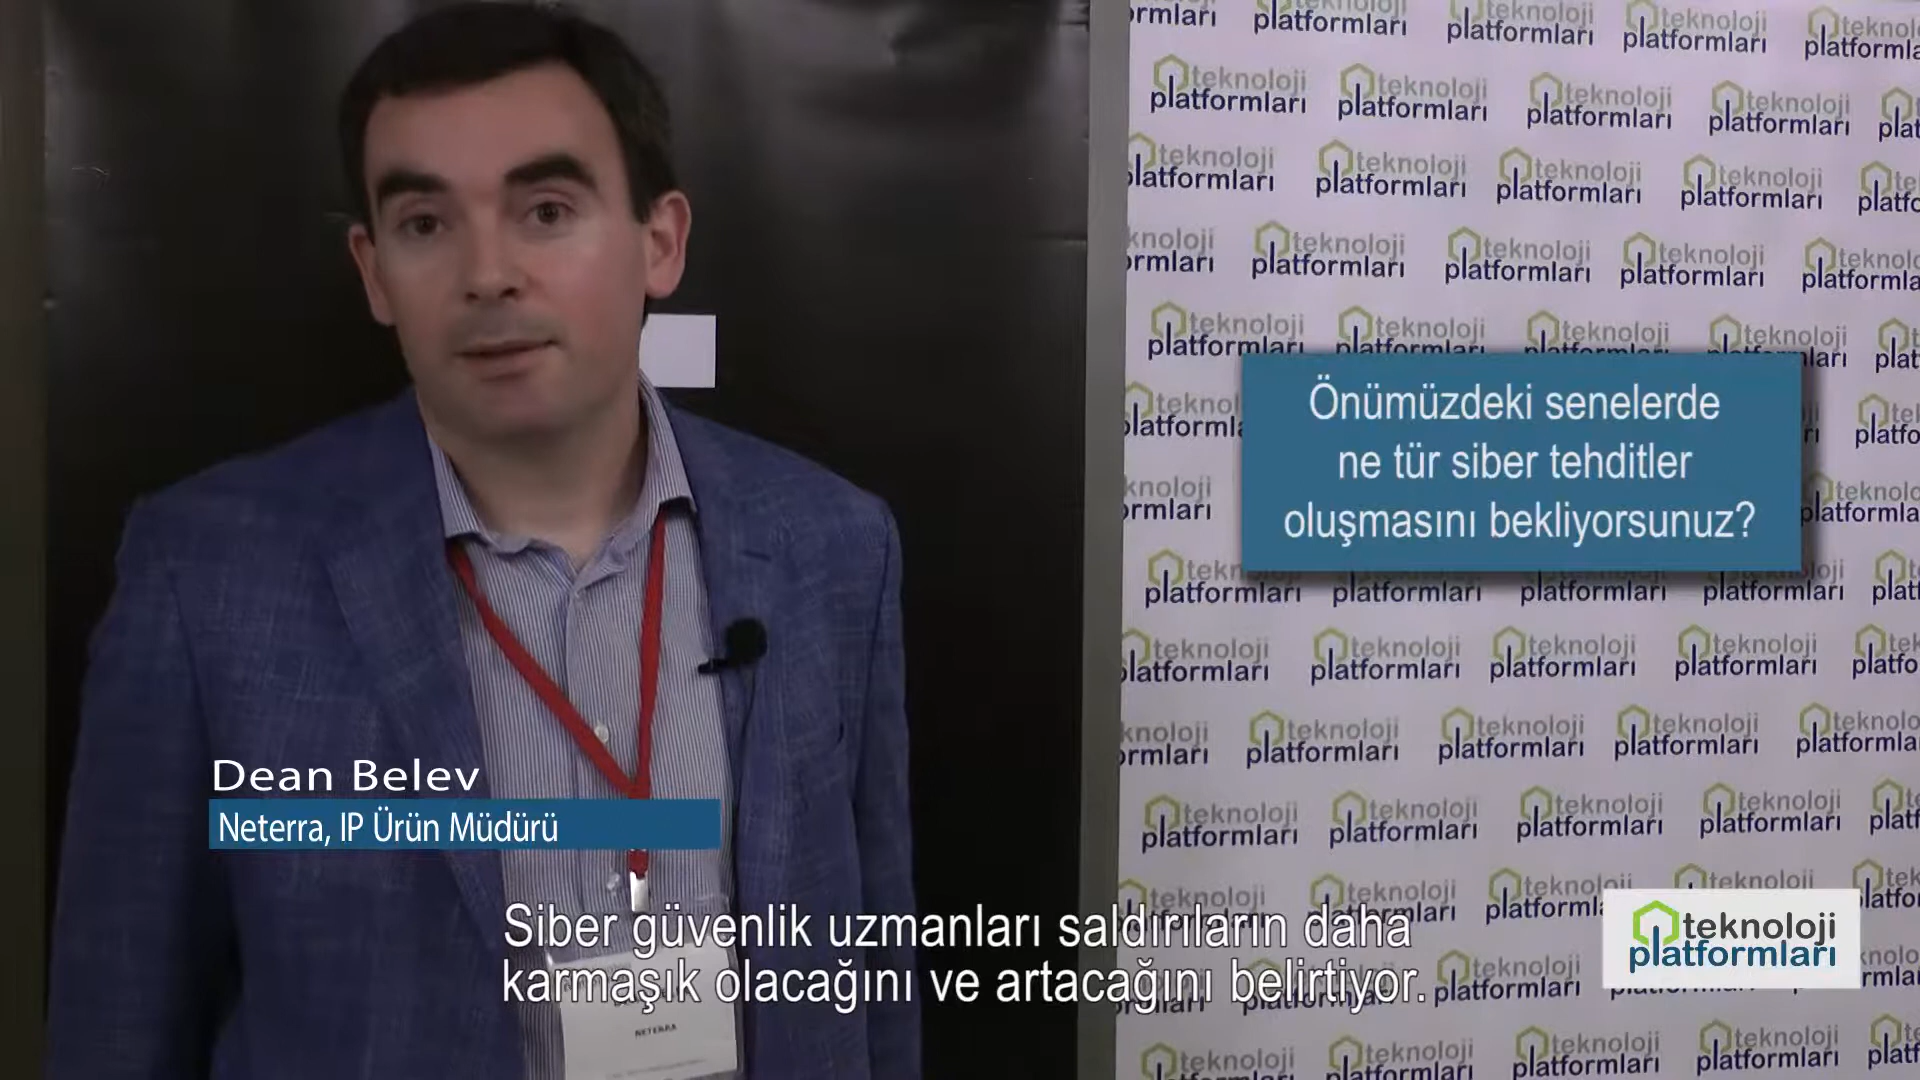 Önümüzdeki senelerde
ne tür siber tehditler
oluşmasını bekliyorsunuz?
Dean Belev
Neterra, IP Ürün Müdürü
Siber güvenlik uzmanları saldırıların daha
karmaşık olacağını ve artacağını belirtiyor.
NETERRA
teknoloji
platformları